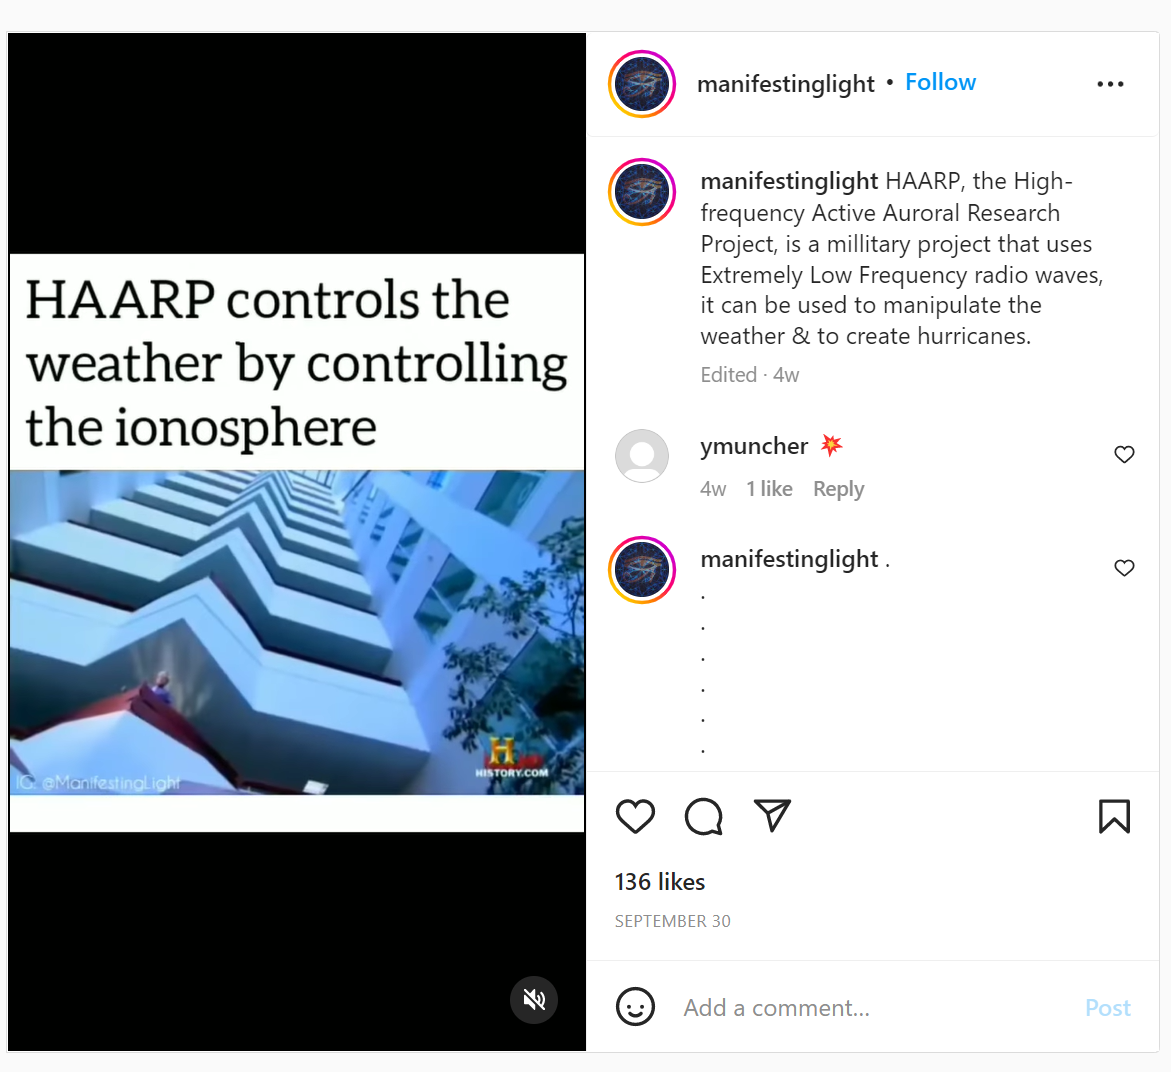 HAARP controls the
weather by controlling
the ionosphere
IG: @ManifestingLight
H
HISTORY.COM
manifestinglight • Follow
manifestinglight HAARP, the High-
frequency Active Auroral Research
Project, is a millitary project that uses
Extremely Low Frequency radio waves,
it can be used to manipulate the
weather & to create hurricanes.
Edited · 4w
ymuncher 💥
4w 1 like Reply
manifestinglight .
.
.
.
.
.
.
136 likes
SEPTEMBER 30
Add a comment...
Post